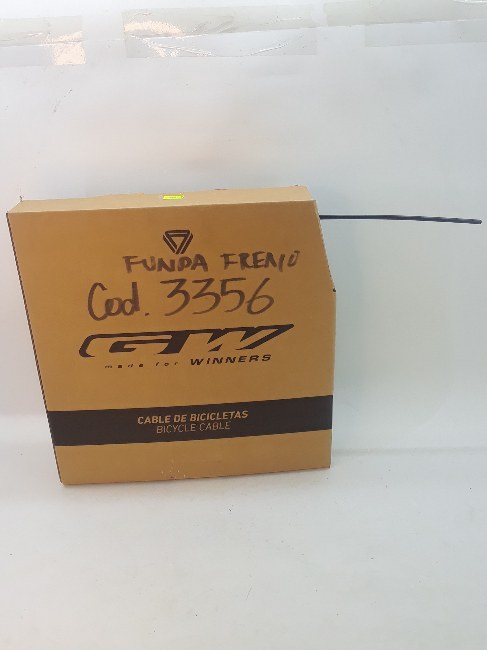 FUNDA FRENO
Cod. 3356
GW
made for WINNERS
CABLE DE BICICLETAS
BICYCLE CABLE